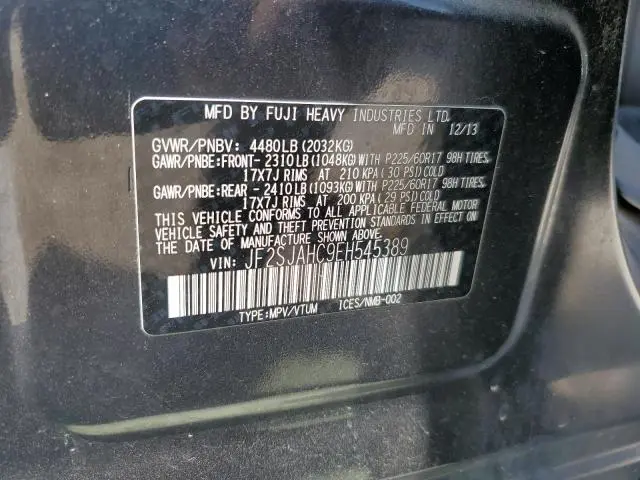 MFD BY FUJI HEAVY INDUSTRIES LTD.
MFD IN 12/13
GVWR/PNBV: 4480LB(2032KG)
GAWR/PNBE:FRONT- 2310LB(1048KG)WITH P225/60R17 98H TIRES,
17X7J RIMS AT 210 KPA(30 PSI)COLD
GAWR/PNBE:REAR - 2410LB(1093KG)WITH P225/60R17 98H TIRES,
17X7J RIMS AT 200 KPA(29 PSI)COLD
THIS VEHICLE CONFORMS TO ALL APPLICABLE FEDERAL MOTOR
VEHICLE SAFETY AND THEFT PREVENTION STANDARDS IN EFFECT
ON THE DATE OF MANUFACTURE SHOWN ABOVE.
VIN: JF2SJAHC9EH545389
TYPE:MPV/VTUM ICES/NMB-002